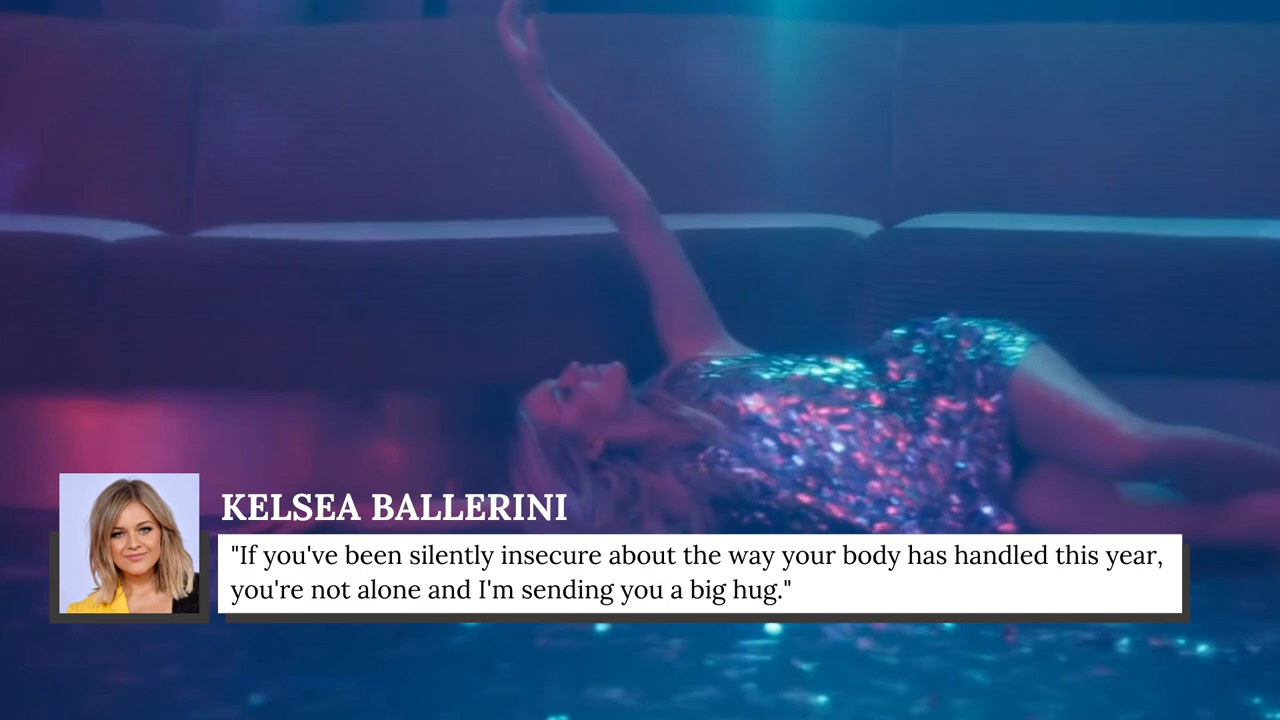 KELSEA BALLERINI
"If you've been silently insecure about the way your body has handled this year,
you're not alone and I'm sending you a big hug."